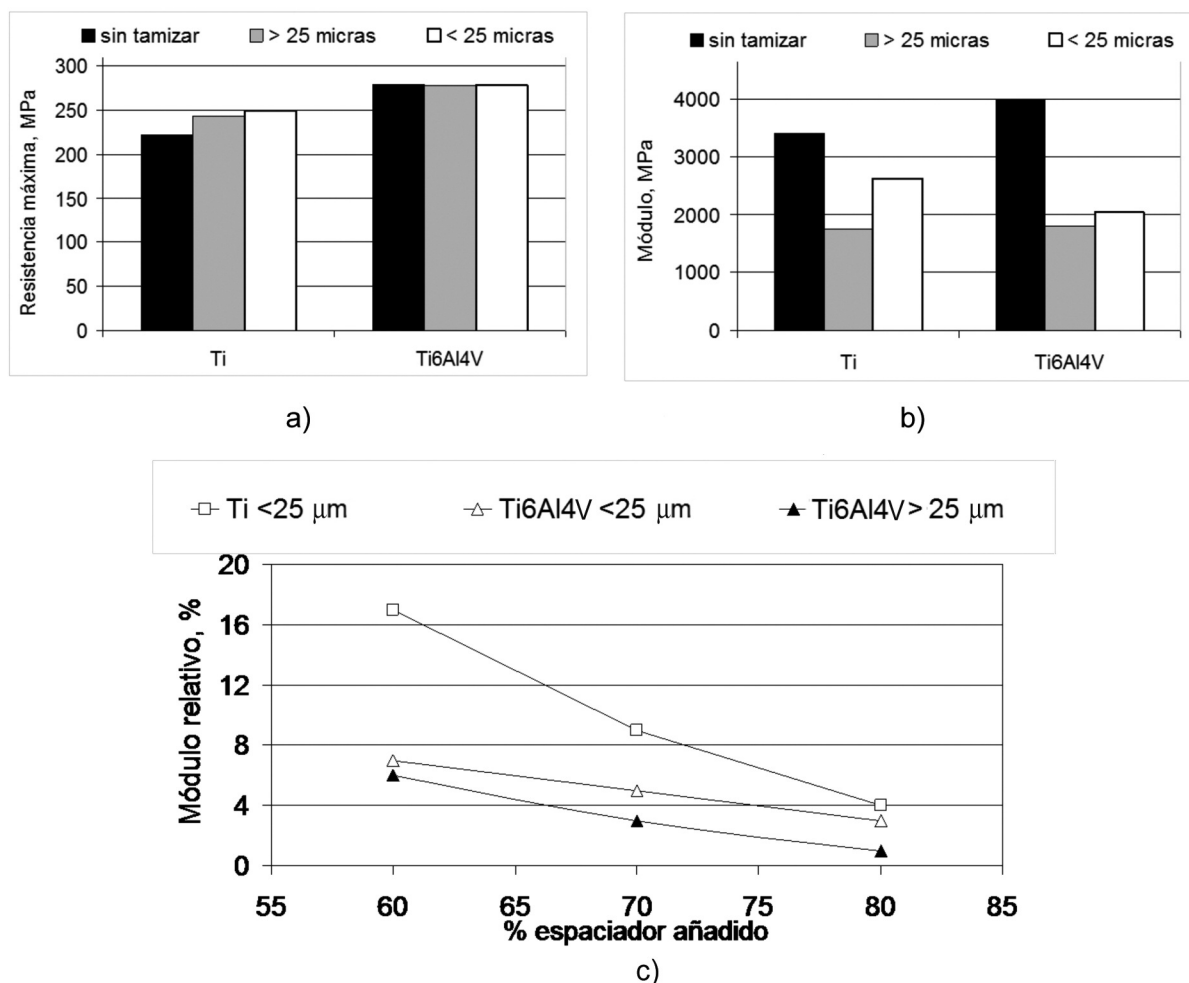 sin tamizar > 25 micras < 25 micras
Resistencia máxima, MPa
300
250
200
150
100
50
0
Ti Ti6Al4V
a)
sin tamizar > 25 micras < 25 micras
Módulo, MPa
4000
3000
2000
1000
0
Ti Ti6Al4V
b)
Ti <25 μm Ti6Al4V <25 μm Ti6Al4V> 25 μm
Módulo relativo, %
20
16
12
8
4
0
55 60 65 70 75 80 85
% espaciador añadido
c)